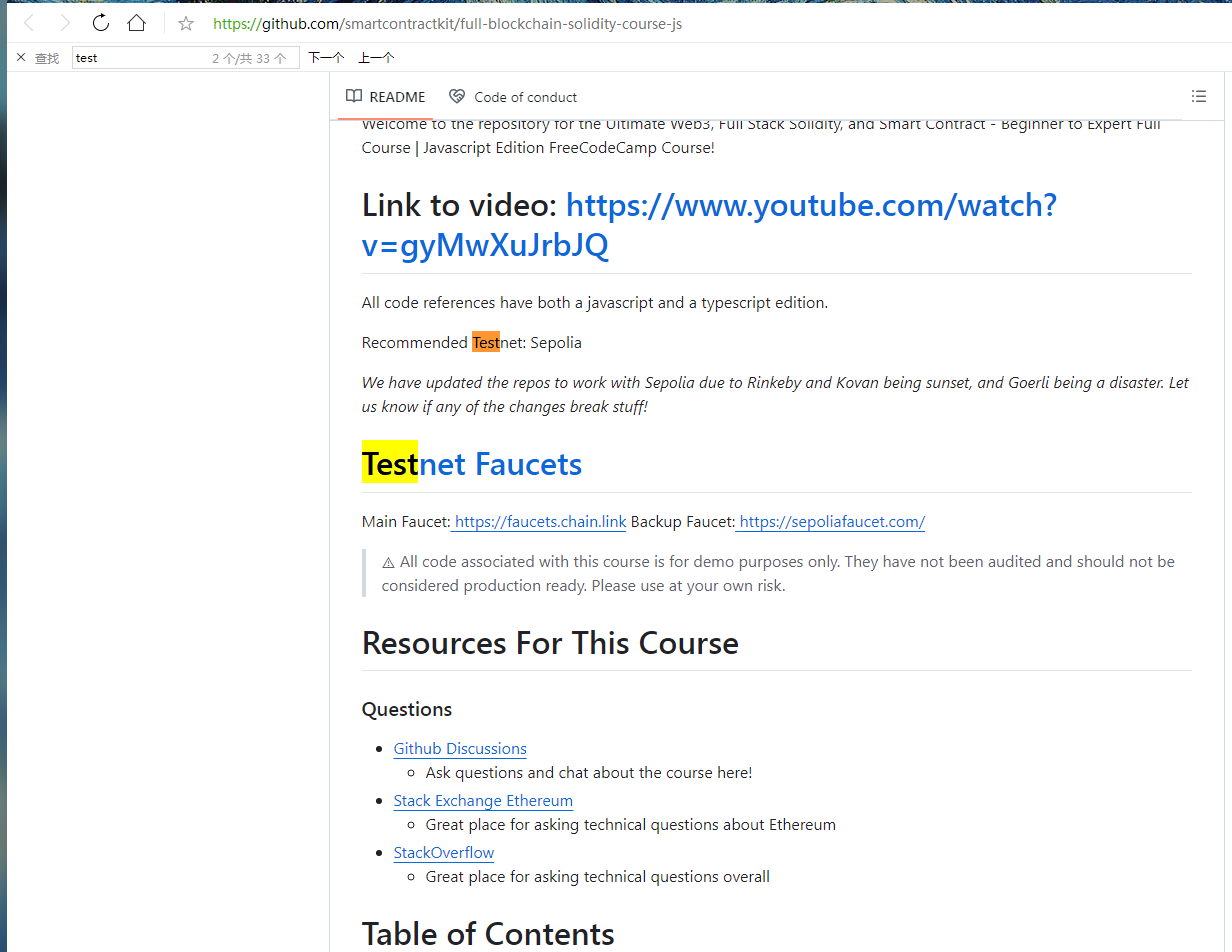 https://github.com/smartcontractkit/full-blockchain-solidity-course-js
查找 test 2 个/共 33 个 下一个 上一个
README Code of conduct
Welcome to the repository for the Ultimate Web3, Full Stack Solidity, and Smart Contract - Beginner to Expert Full
Course | Javascript Edition FreeCodeCamp Course!
Link to video: https://www.youtube.com/watch?
v=gyMwXuJrbJQ
All code references have both a javascript and a typescript edition.
Recommended Testnet: Sepolia
We have updated the repos to work with Sepolia due to Rinkeby and Kovan being sunset, and Goerli being a disaster. Let
us know if any of the changes break stuff!
Testnet Faucets
Main Faucet: https://faucets.chain.link Backup Faucet: https://sepoliafaucet.com/
⚠ All code associated with this course is for demo purposes only. They have not been audited and should not be
considered production ready. Please use at your own risk.
Resources For This Course
Questions
Github Discussions
Ask questions and chat about the course here!
Stack Exchange Ethereum
Great place for asking technical questions about Ethereum
StackOverflow
Great place for asking technical questions overall
Table of Contents